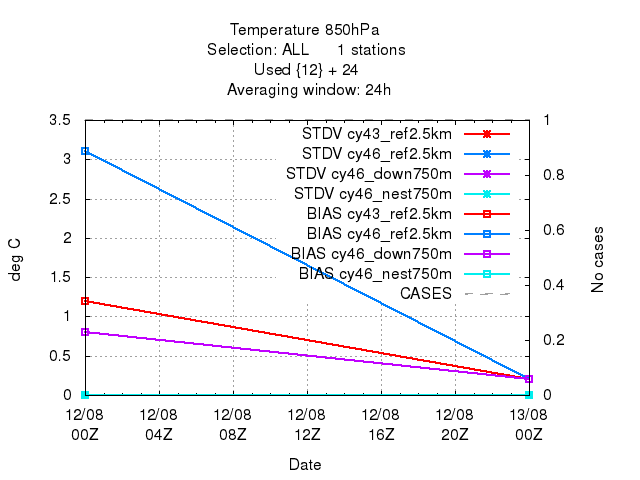 Temperature 850hPa
Selection: ALL 1 stations
Used {12} + 24
Averaging window: 24h
3.5
3
2.5
2
1.5
1
0.5
0
deg C
1
0.8
0.6
0.4
0.2
0
No cases
STDV cy43_ref2.5km
STDV cy46_ref2.5km
STDV cy46_down750m
STDV cy46_nest750m
BIAS cy43_ref2.5km
BIAS cy46_ref2.5km
BIAS cy46_down750m
BIAS cy46_nest750m
CASES
12/08 12/08 12/08 12/08 12/08 12/08 13/08
00Z 04Z 08Z 12Z 16Z 20Z 00Z
Date